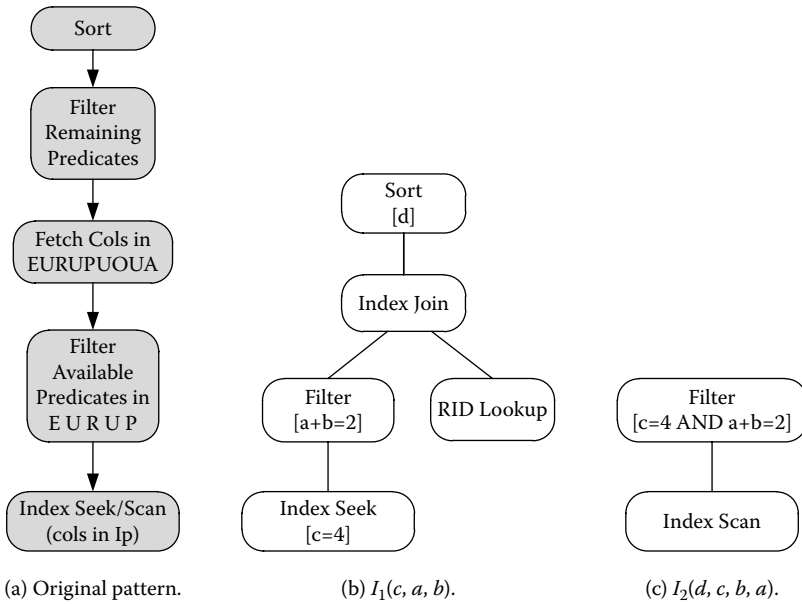 Sort
Filter
Remaining
Predicates
Fetch Cols in
EURUPUOUA
Filter
Available
Predicates in
E U R U P
Index Seek/Scan
(cols in Ip)
(a) Original pattern.
Sort
[d]
Index Join
Filter
[a+b=2]
RID Lookup
Index Seek
[c=4]
(b) I1(c, a, b).
Filter
[c=4 AND a+b=2]
Index Scan
(c) I2(d, c, b, a).